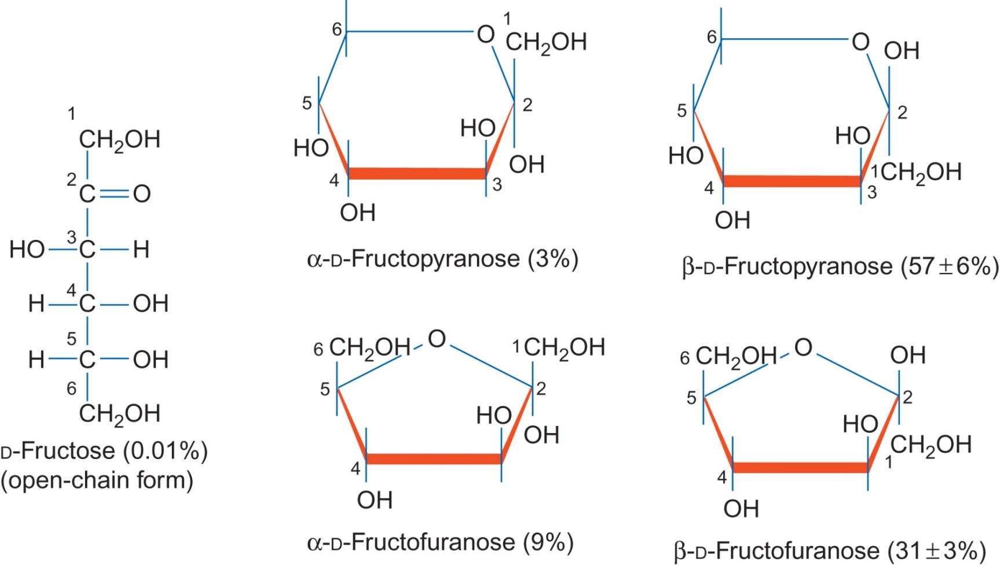 1
CH₂OH
2
C=O
HO—3C—H
H—4C—OH
5
H—C—OH
6
CH₂OH
D-Fructose (0.01%)
(open-chain form)
6 O 1
CH₂OH
5 2
HO
HO
OH
4 3
OH
α-D-Fructopyranose (3%)
6 O OH
5 2
HO
HO
1CH₂OH
4 3
OH
β-D-Fructopyranose (57±6%)
6 CH₂OH O 1CH₂OH
5 2
HO
OH
4
OH
α-D-Fructofuranose (9%)
6 CH₂OH O OH
5 2
HO
CH₂OH
4 1
OH
β-D-Fructofuranose (31±3%)